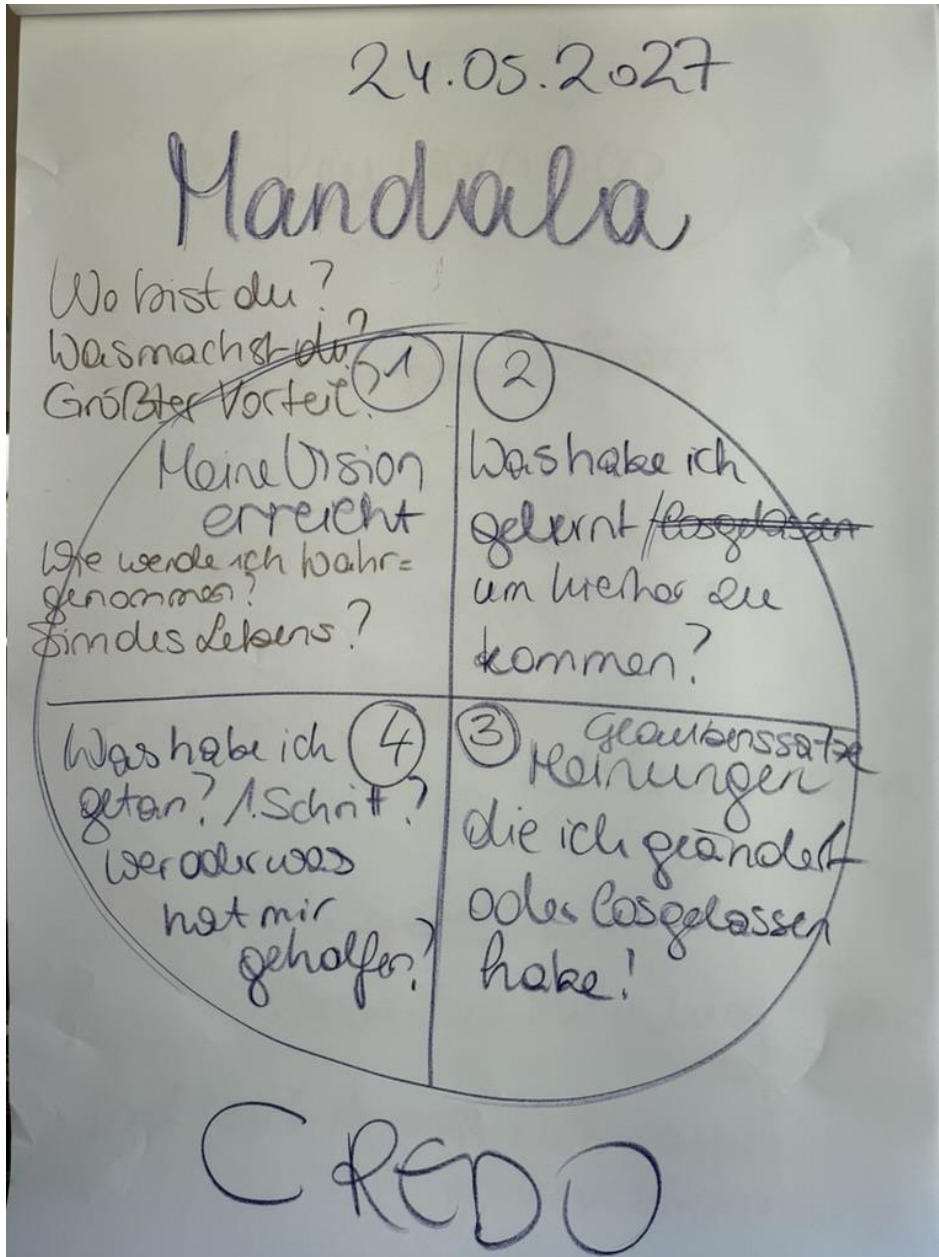 24.05.2027
Mandala
Wo bist du?
Was machst du?
Größter Vorteil?
1
Meine Vision
erreicht
Wie werde ich Wahr=
genommen?
Sinn des Lebens?
2
Was habe ich
gelernt / losgelassen
um hierher zu
kommen?
3
Glaubenssätze
Meinungen
die ich geändert
oder losgelassen
habe!
4
Was habe ich
getan? 1. Schritt?
Wer oder was
hat mir
geholfen?
CREDO